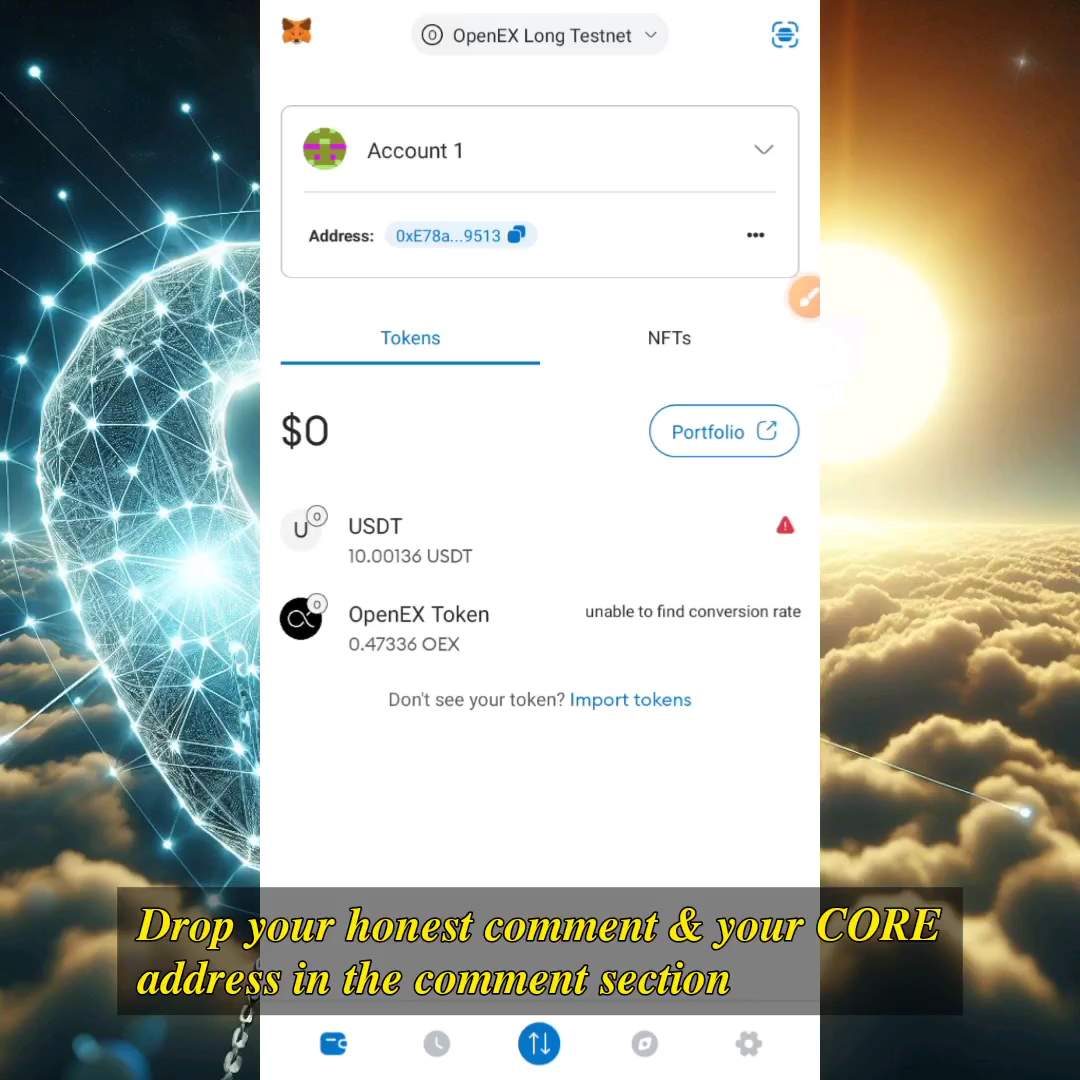 OpenEX Long Testnet
Account 1
Address: 0xE78a...9513
Tokens NFTs
$0
Portfolio
U
USDT
10.00136 USDT
OpenEX Token
unable to find conversion rate
0.47336 OEX
Don't see your token? Import tokens
Drop your honest comment & your CORE
address in the comment section